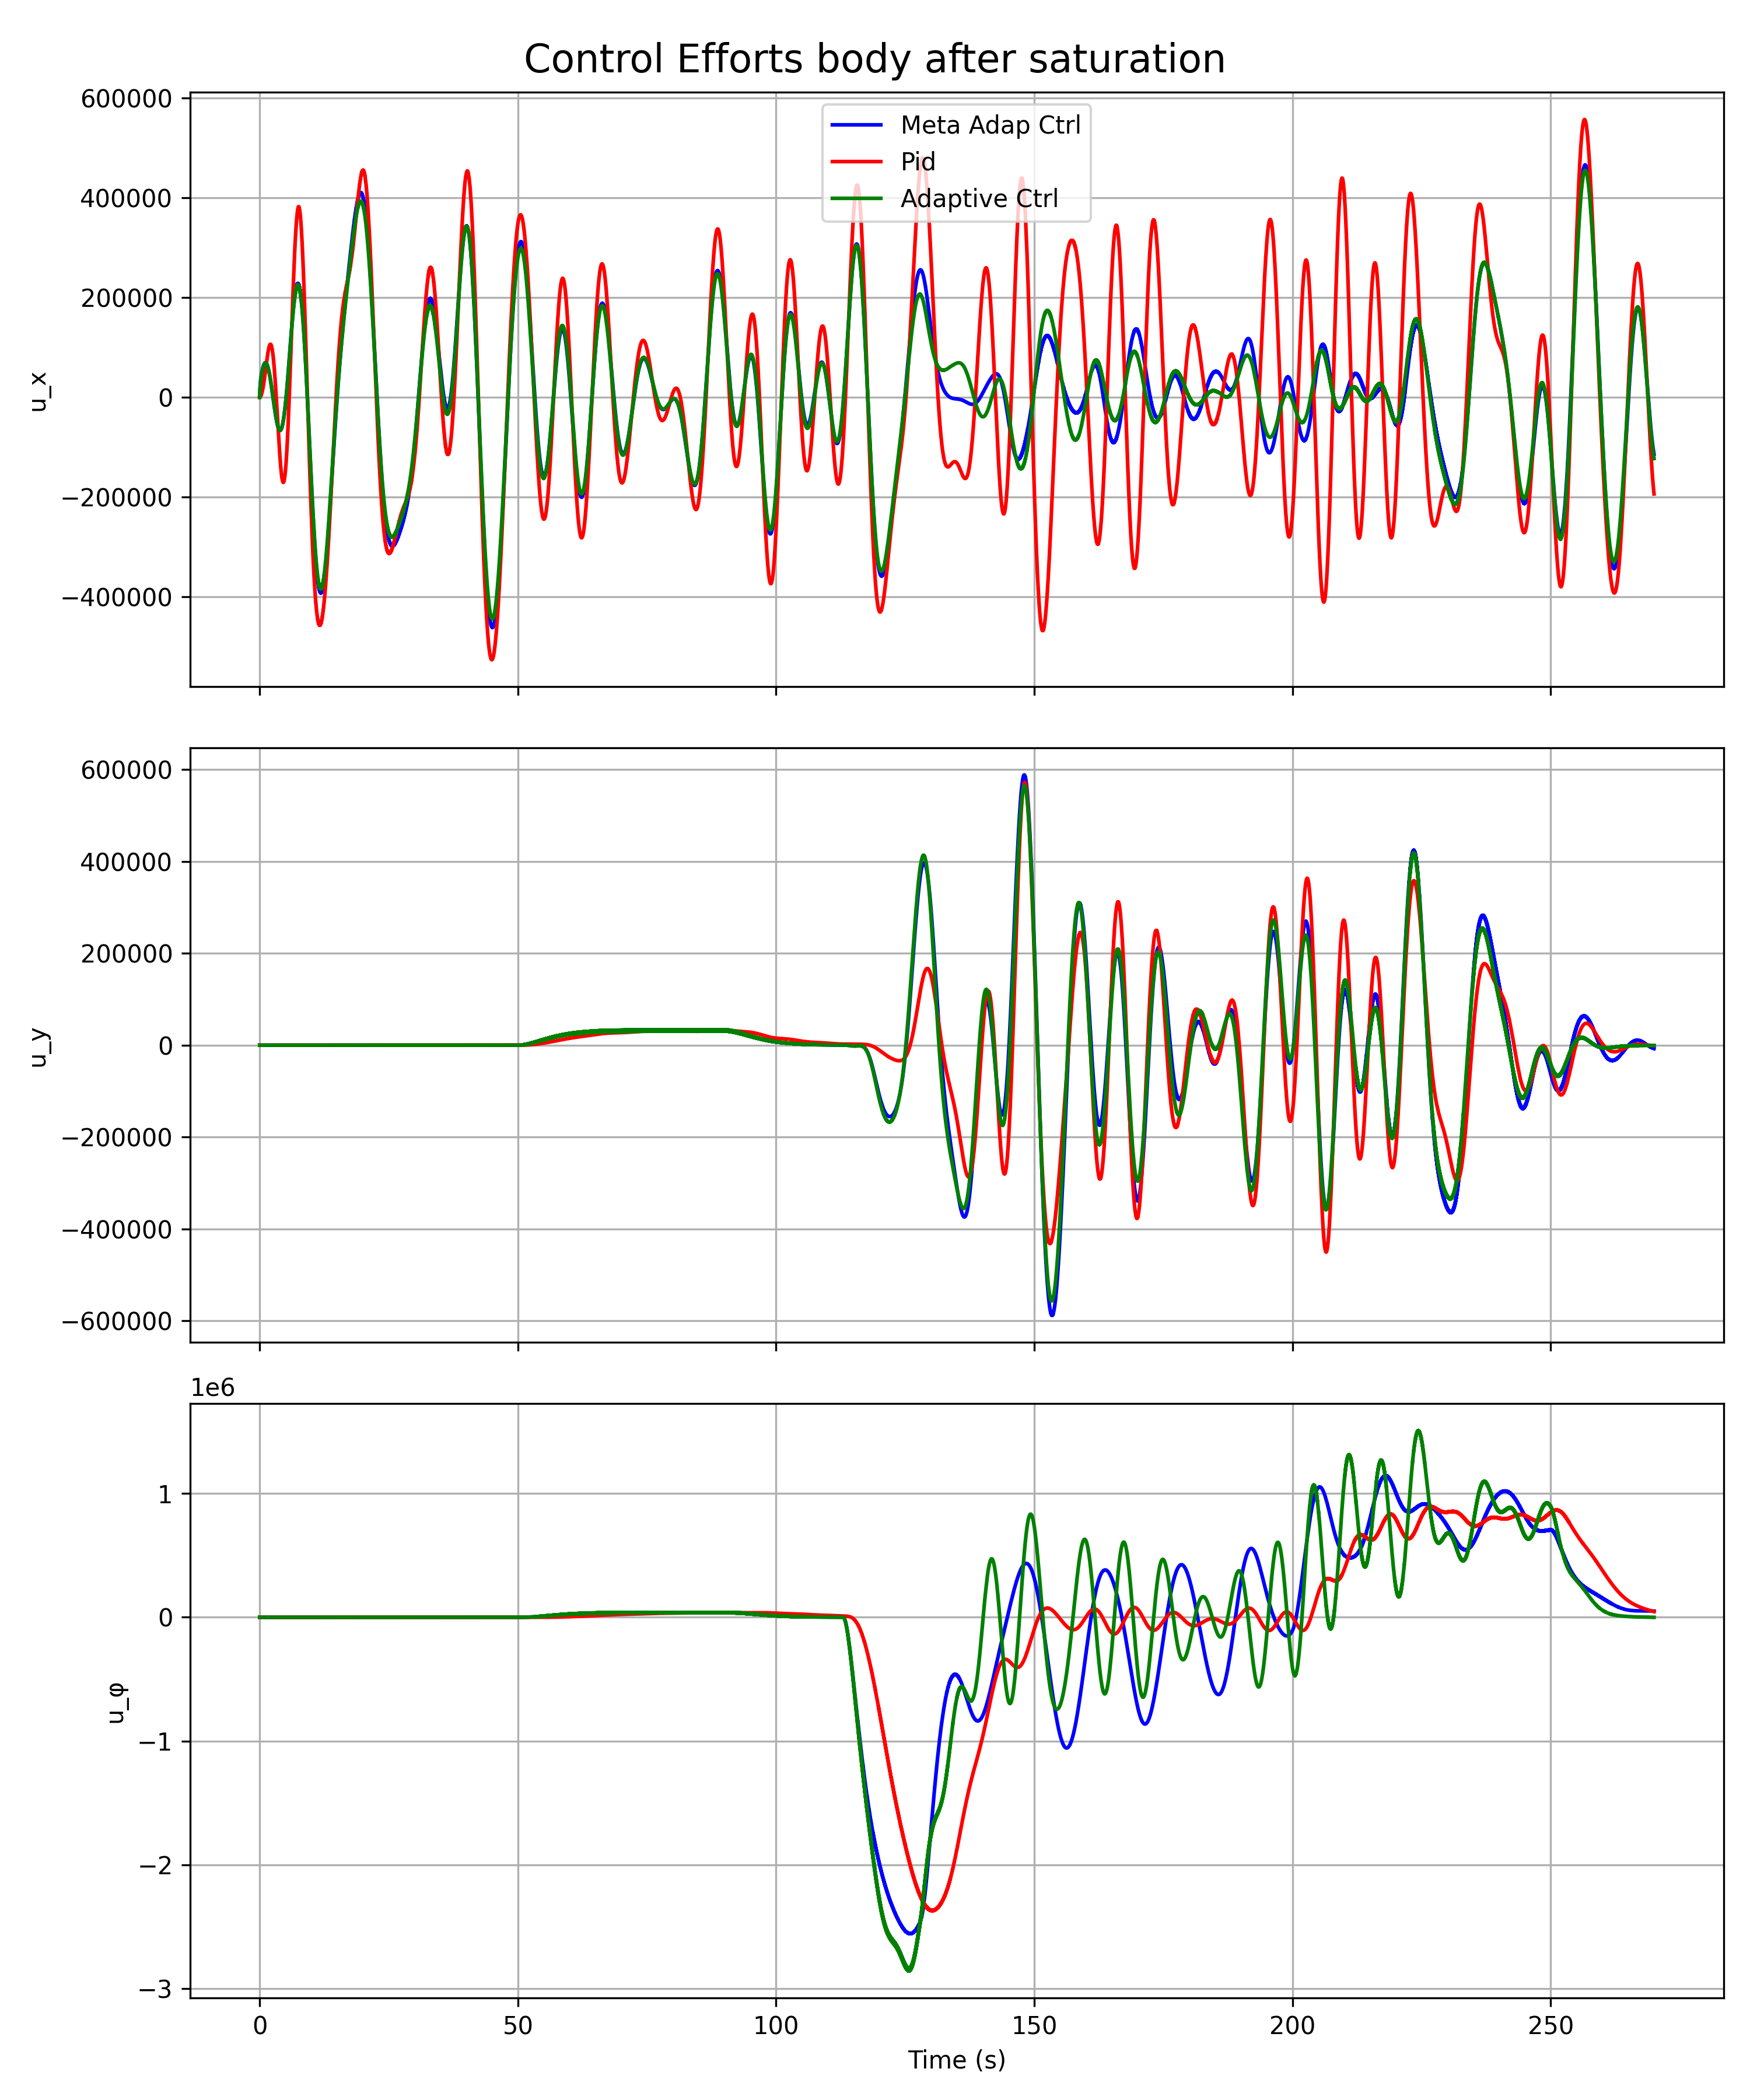 Control Efforts body after saturation
600000
400000
200000
0
−200000
−400000
u_x
Meta Adap Ctrl
Pid
Adaptive Ctrl
600000
400000
200000
0
−200000
−400000
−600000
u_y
1e6
1
0
−1
−2
−3
u_φ
0 50 100 150 200 250
Time (s)